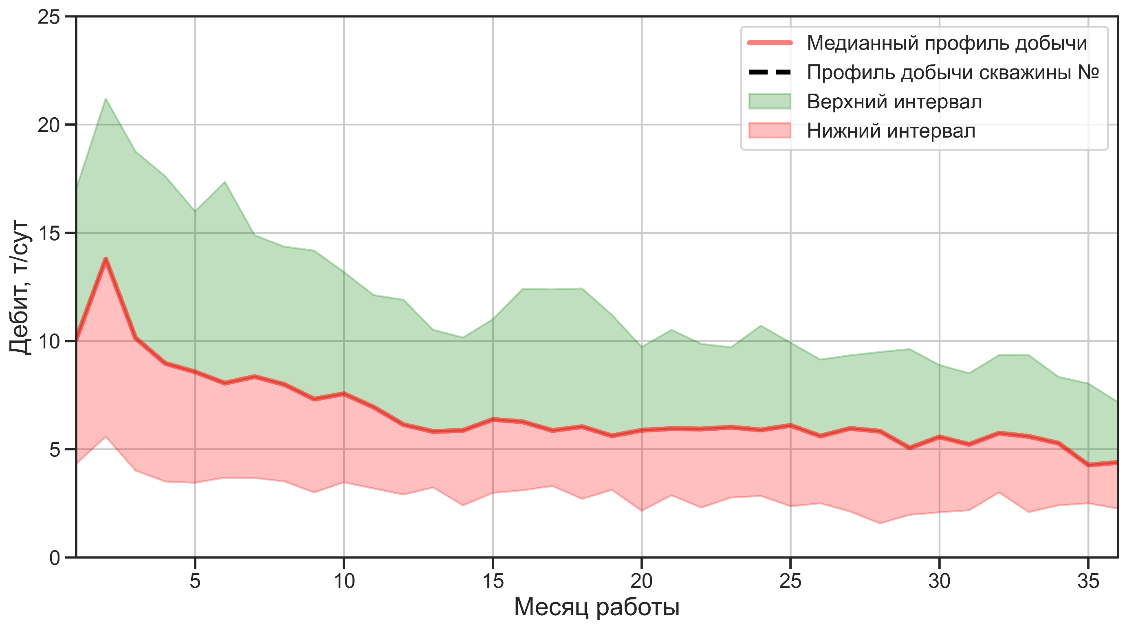 25
20
15
10
5
0
Дебит, т/сут
Медианный профиль добычи
Профиль добычи скважины №
Верхний интервал
Нижний интервал
5 10 15 20 25 30 35
Месяц работы